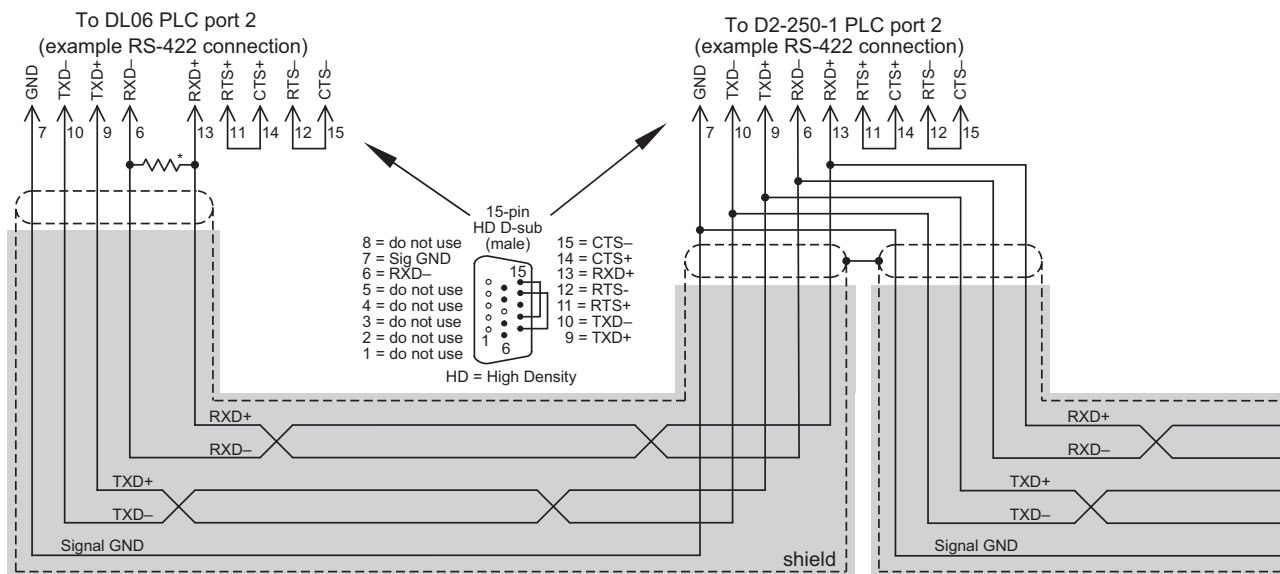 To DL06 PLC port 2
(example RS-422 connection)
GND
TXD–
TXD+
RXD–
RXD+
RTS+
CTS+
RTS–
CTS–
7
10
9
6
13
11
14
12
15
*
To D2-250-1 PLC port 2
(example RS-422 connection)
GND
TXD–
TXD+
RXD–
RXD+
RTS+
CTS+
RTS–
CTS–
7
10
9
6
13
11
14
12
15
15-pin
HD D-sub
(male)
8 = do not use
7 = Sig GND
6 = RXD–
5 = do not use
4 = do not use
3 = do not use
2 = do not use
1 = do not use
15
1
6
15 = CTS–
14 = CTS+
13 = RXD+
12 = RTS-
11 = RTS+
10 = TXD–
9 = TXD+
HD = High Density
RXD+
RXD–
TXD+
TXD–
Signal GND
shield
RXD+
RXD–
TXD+
TXD–
Signal GND